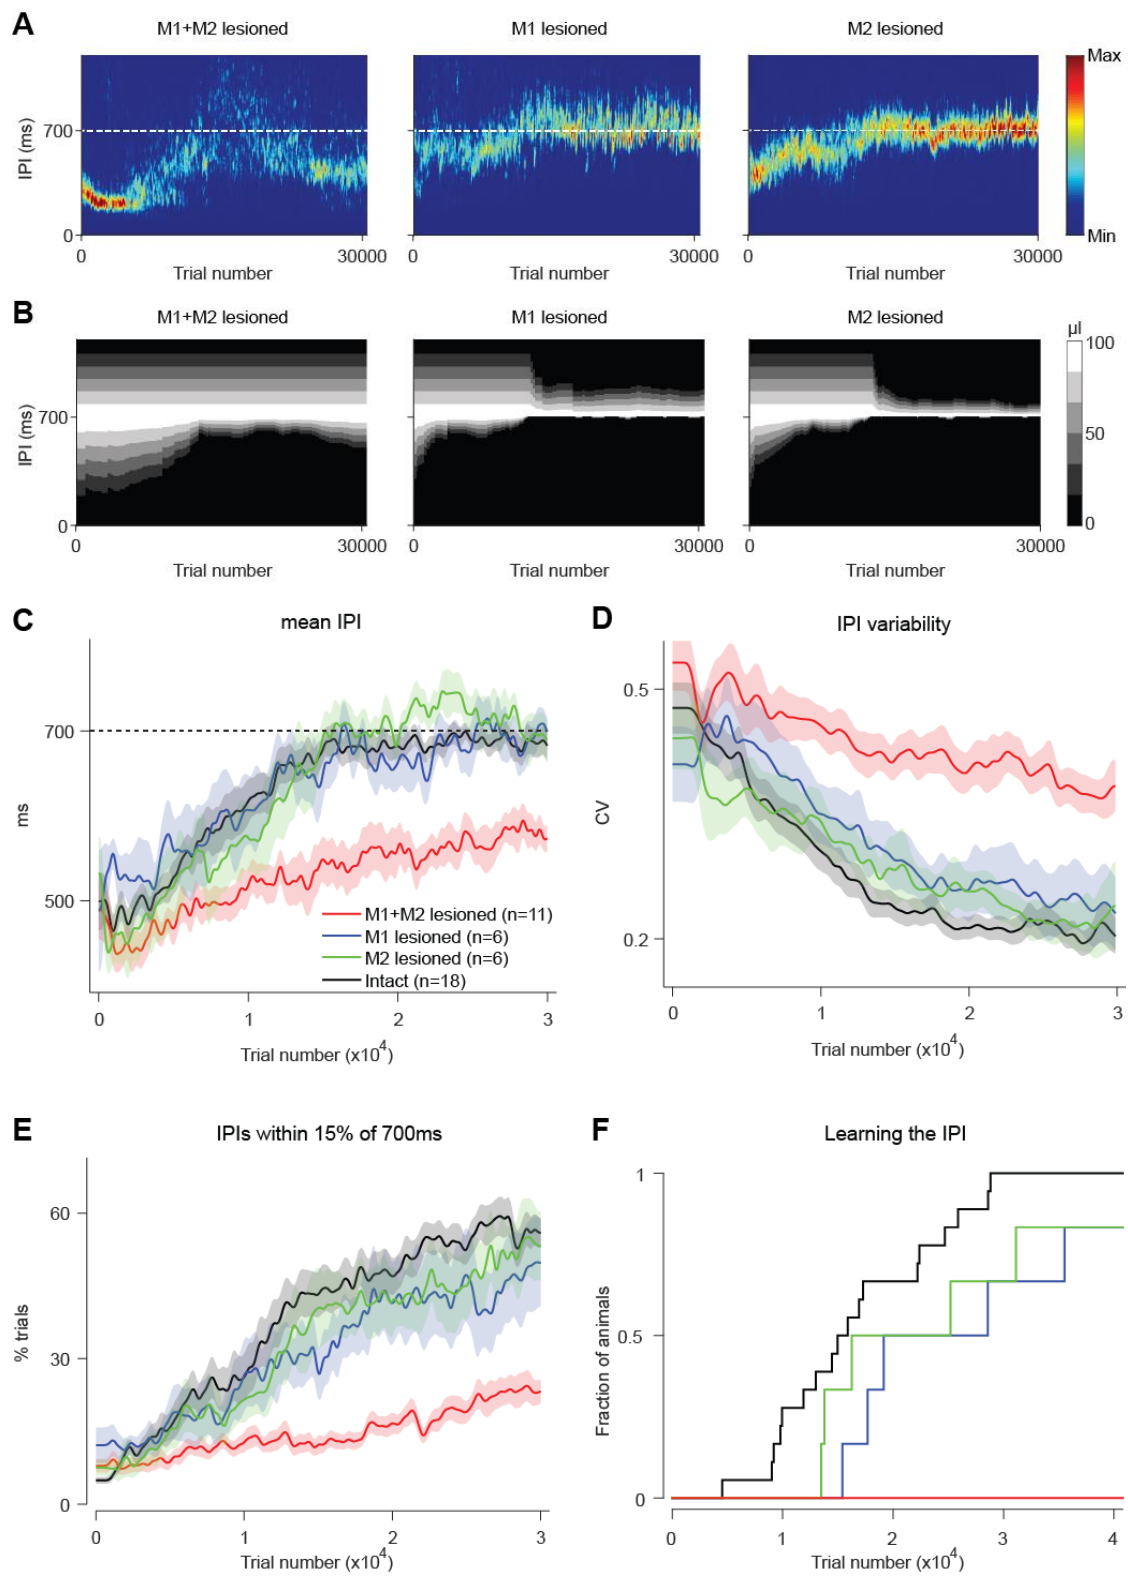 A
M1+M2 lesioned
M1 lesioned
M2 lesioned
IPI (ms)
700
0
0
30000
0
30000
0
30000
Trial number
Trial number
Trial number
Max
Min
B
M1+M2 lesioned
M1 lesioned
M2 lesioned
IPI (ms)
700
0
0
30000
0
30000
0
30000
Trial number
Trial number
Trial number
µl
100
50
0
C
mean IPI
ms
700
500
M1+M2 lesioned (n=11)
M1 lesioned (n=6)
M2 lesioned (n=6)
Intact (n=18)
0
1
2
3
Trial number (x10⁴)
D
IPI variability
CV
0.5
0.2
0
1
2
3
Trial number (x10⁴)
E
IPIs within 15% of 700ms
% trials
60
30
0
0
1
2
3
Trial number (x10⁴)
F
Learning the IPI
Fraction of animals
1
0.5
0
0
1
2
3
4
Trial number (x10⁴)